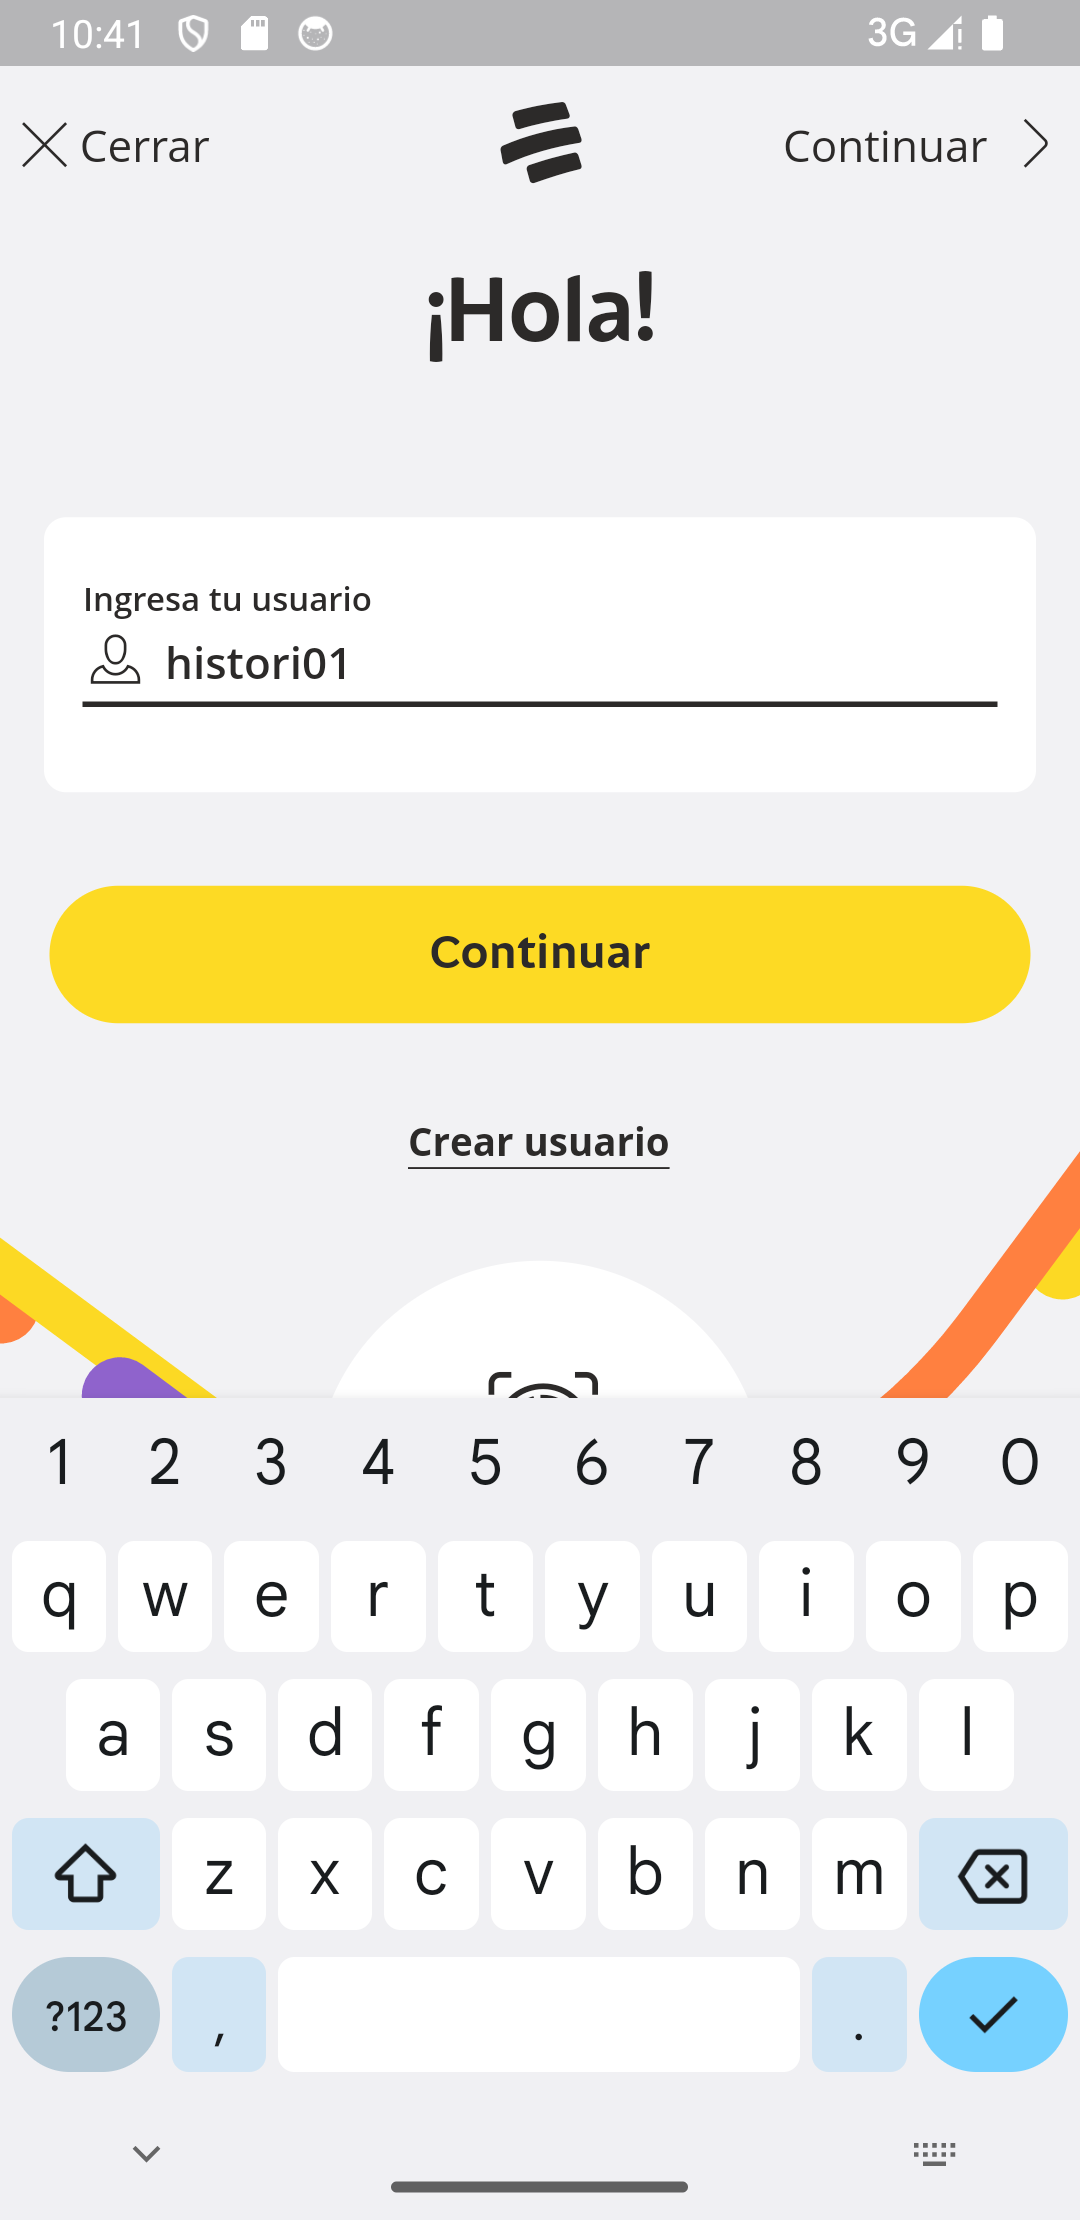 10:41
3G
Cerrar
Continuar
¡Hola!
Ingresa tu usuario
histori01
Continuar
Crear usuario
1 2 3 4 5 6 7 8 9 0
q w e r t y u i o p
a s d f g h j k l
z x c v b n m
?123 , .